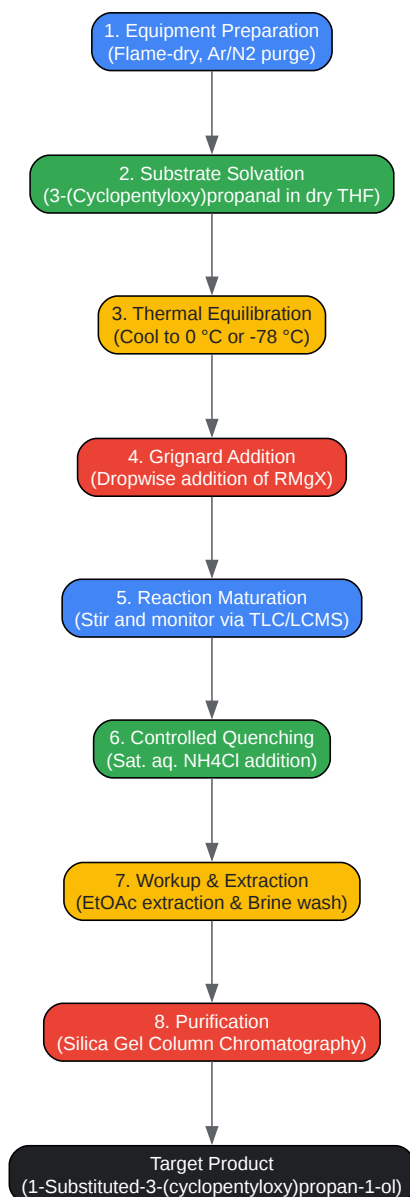 1. Equipment Preparation
(Flame-dry, Ar/N2 purge)
2. Substrate Solvation
(3-(Cyclopentyloxy)propanal in dry THF)
3. Thermal Equilibration
(Cool to 0 °C or -78 °C)
4. Grignard Addition
(Dropwise addition of RMgX)
5. Reaction Maturation
(Stir and monitor via TLC/LCMS)
6. Controlled Quenching
(Sat. aq. NH4Cl addition)
7. Workup & Extraction
(EtOAc extraction & Brine wash)
8. Purification
(Silica Gel Column Chromatography)
Target Product
(1-Substituted-3-(cyclopentyloxy)propan-1-ol)